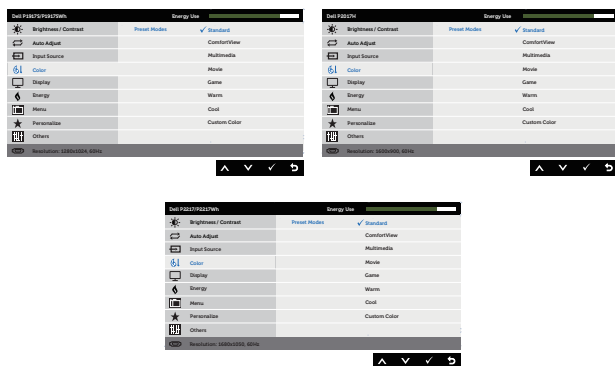 Dell P1917S/P1917SWh Energy Use
Brightness / Contrast Preset Modes ✓ Standard
Auto Adjust ComfortView
Input Source Multimedia
Color Movie
Display Game
Energy Warm
Menu Cool
Personalize Custom Color
Others
Resolution: 1280x1024, 60Hz
Dell P2017H Energy Use
Brightness / Contrast Preset Modes ✓ Standard
Auto Adjust ComfortView
Input Source Multimedia
Color Movie
Display Game
Energy Warm
Menu Cool
Personalize Custom Color
Others
Resolution: 1600x900, 60Hz
Dell P2217/P2217Wh Energy Use
Brightness / Contrast Preset Modes ✓ Standard
Auto Adjust ComfortView
Input Source Multimedia
Color Movie
Display Game
Energy Warm
Menu Cool
Personalize Custom Color
Others
Resolution: 1680x1050, 60Hz